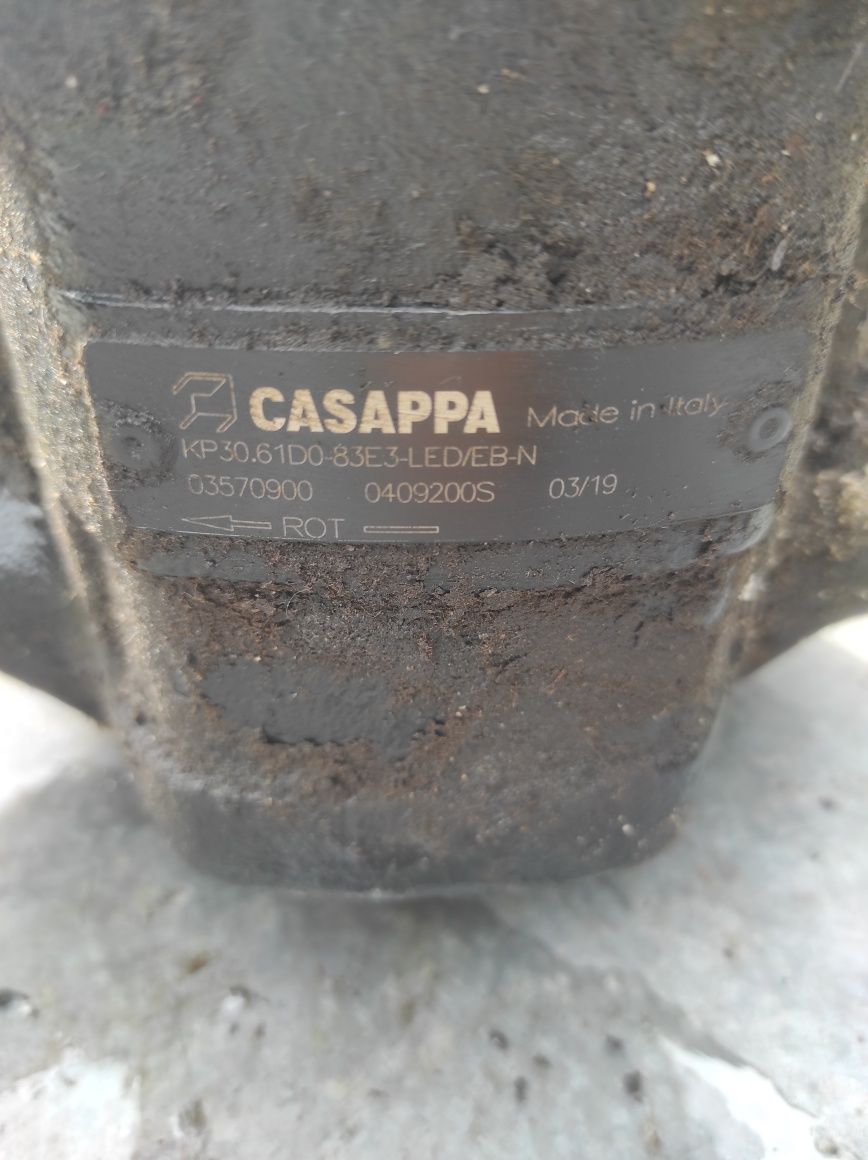 CASAPPA Made in Italy
KP30.61D0-83E3-LED/EB-N
03570900 0409200S 03/19
ROT